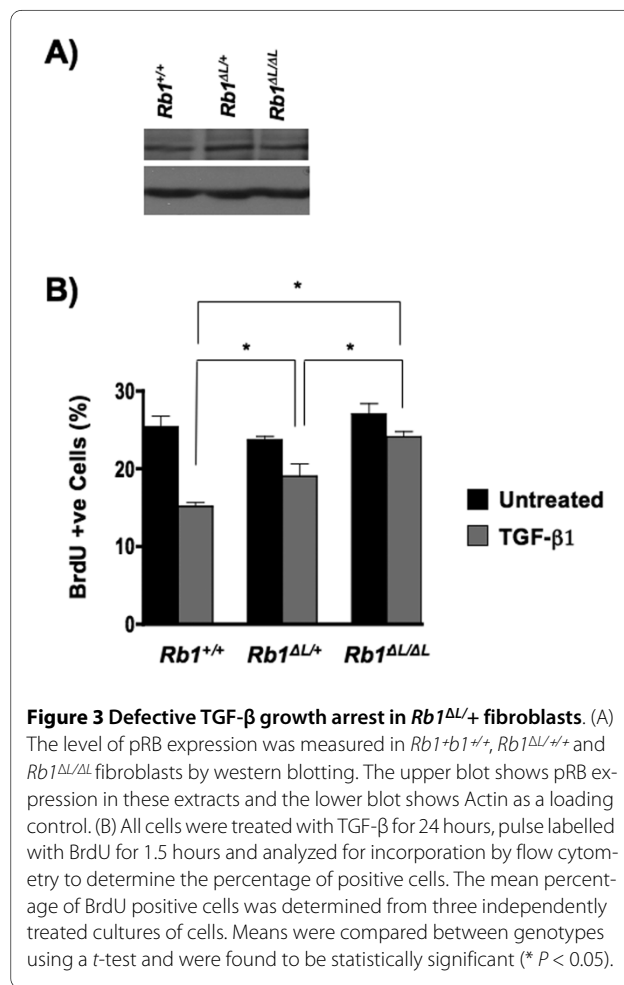 A)
Rb1+/+ Rb1ΔL/+ Rb1ΔL/ΔL
B)
* 
* *
30
20
10
0
BrdU +ve Cells (%)
Untreated
TGF-β1
Rb1+/+ Rb1ΔL/+ Rb1ΔL/ΔL
Figure 3 Defective TGF-β growth arrest in Rb1ΔL/+ fibroblasts. (A)
The level of pRB expression was measured in Rb1+b1+/+, Rb1ΔL/+/+ and
Rb1ΔL/ΔL fibroblasts by western blotting. The upper blot shows pRB ex-
pression in these extracts and the lower blot shows Actin as a loading
control. (B) All cells were treated with TGF-β for 24 hours, pulse labelled
with BrdU for 1.5 hours and analyzed for incorporation by flow cytom-
etry to determine the percentage of positive cells. The mean percent-
age of BrdU positive cells was determined from three independently
treated cultures of cells. Means were compared between genotypes
using a t-test and were found to be statistically significant (* P < 0.05).